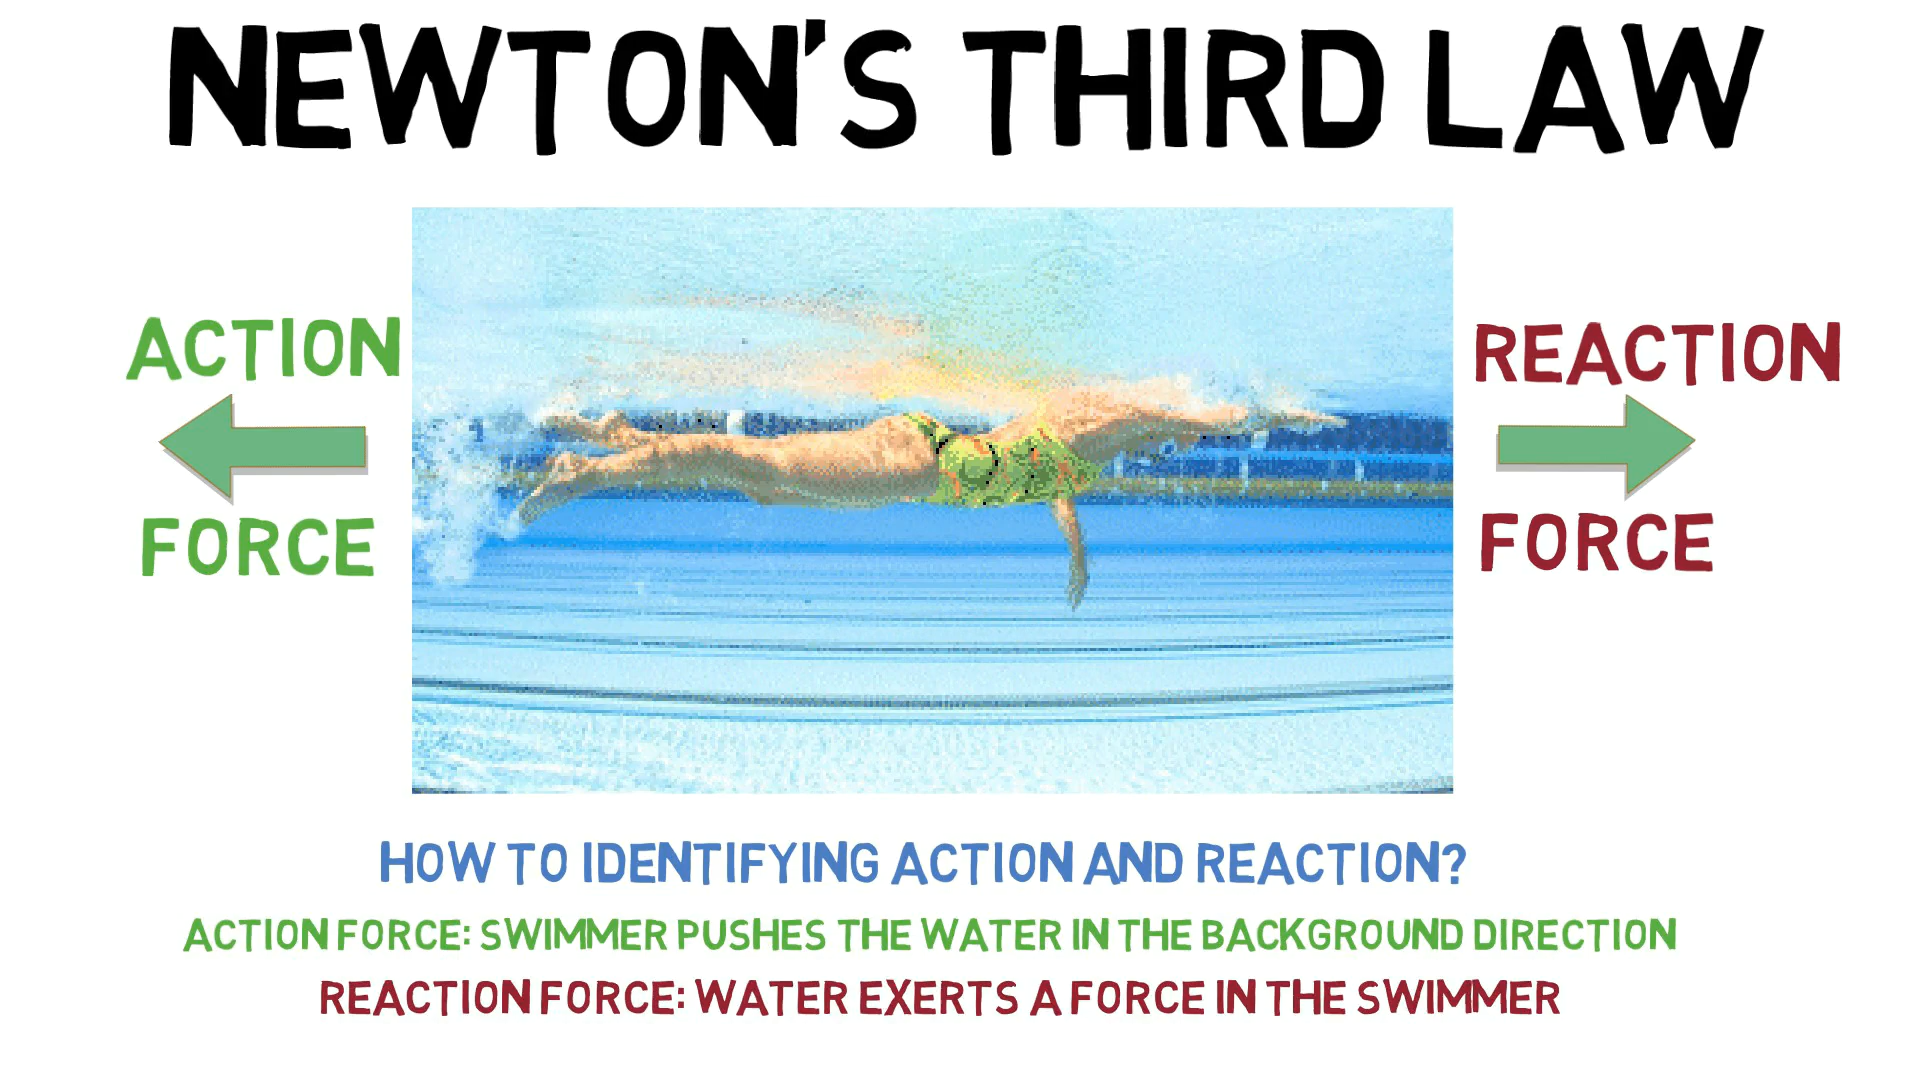 NEWTON'S THIRD LAW
ACTION
FORCE
REACTION
FORCE
HOW TO IDENTIFYING ACTION AND REACTION?
ACTION FORCE: SWIMMER PUSHES THE WATER IN THE BACKGROUND DIRECTION
REACTION FORCE: WATER EXERTS A FORCE IN THE SWIMMER